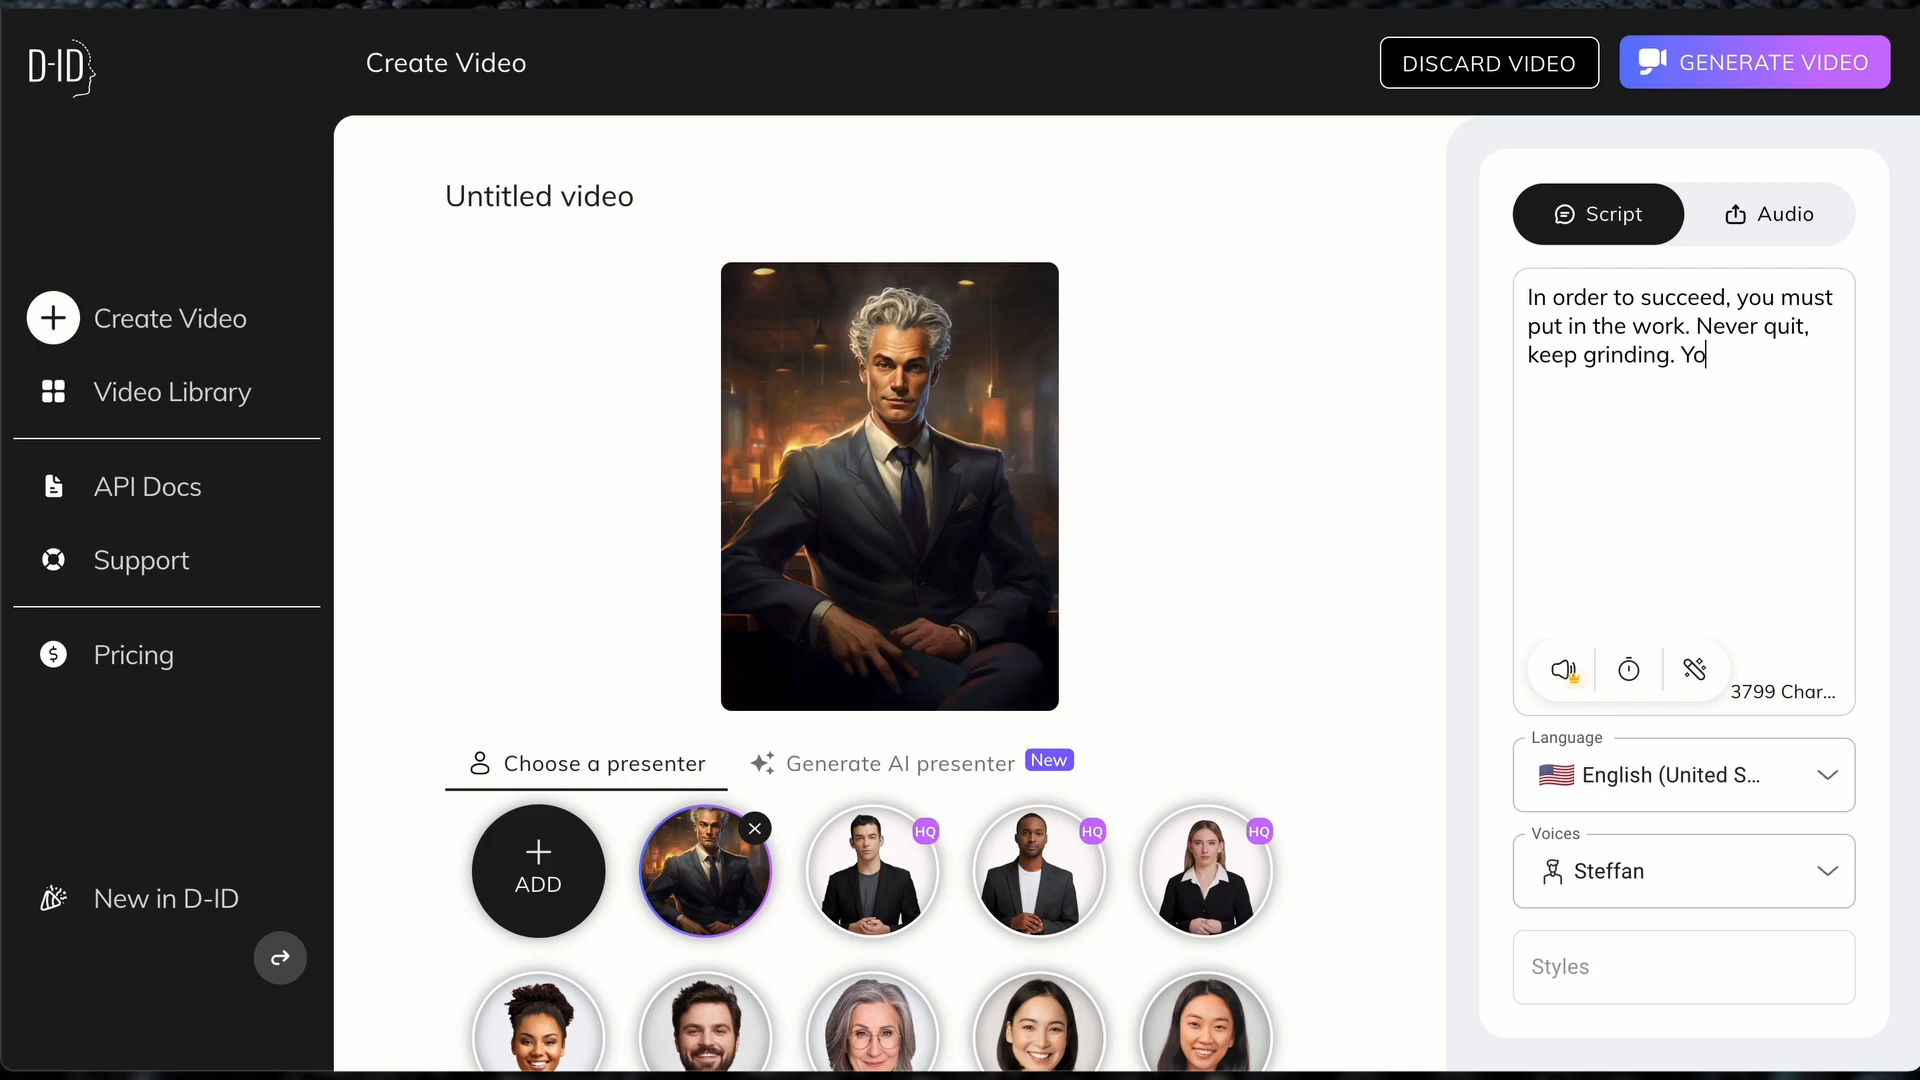 D-ID
Create Video
DISCARD VIDEO
GENERATE VIDEO
Create Video
Video Library
API Docs
Support
Pricing
New in D-ID
Untitled video
Choose a presenter
Generate AI presenter
New
ADD
HQ
HQ
HQ
Script
Audio
In order to succeed, you must
put in the work. Never quit,
keep grinding. Yo
3799 Char...
Language
English (United S...
Voices
Steffan
Styles